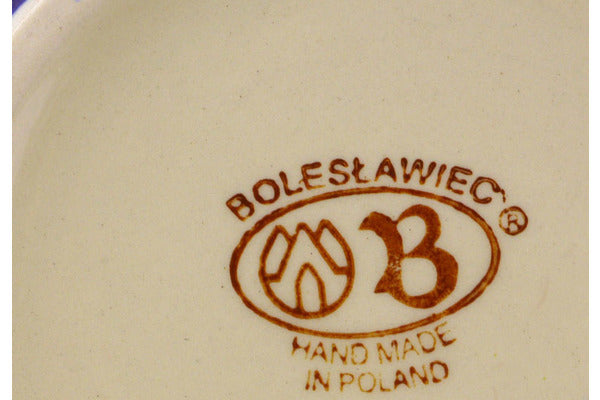 BOLESŁAWIEC ®
B
HAND MADE
IN POLAND